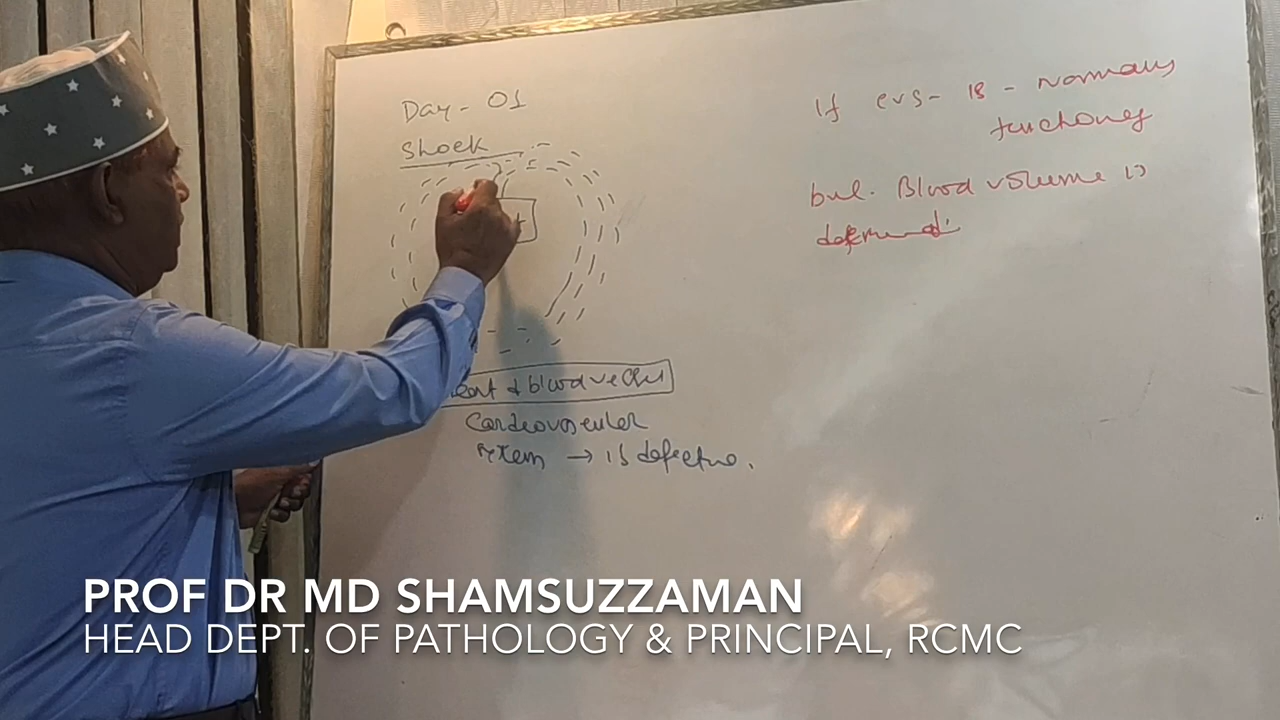 Day - 01
Shock
If cvs - is - normally
functioning
but. Blood volume is
Heart & blood vessel
Cardiovascular
system → is defective.
PROF DR MD SHAMSUZZAMAN
HEAD DEPT. OF PATHOLOGY & PRINCIPAL, RCMC